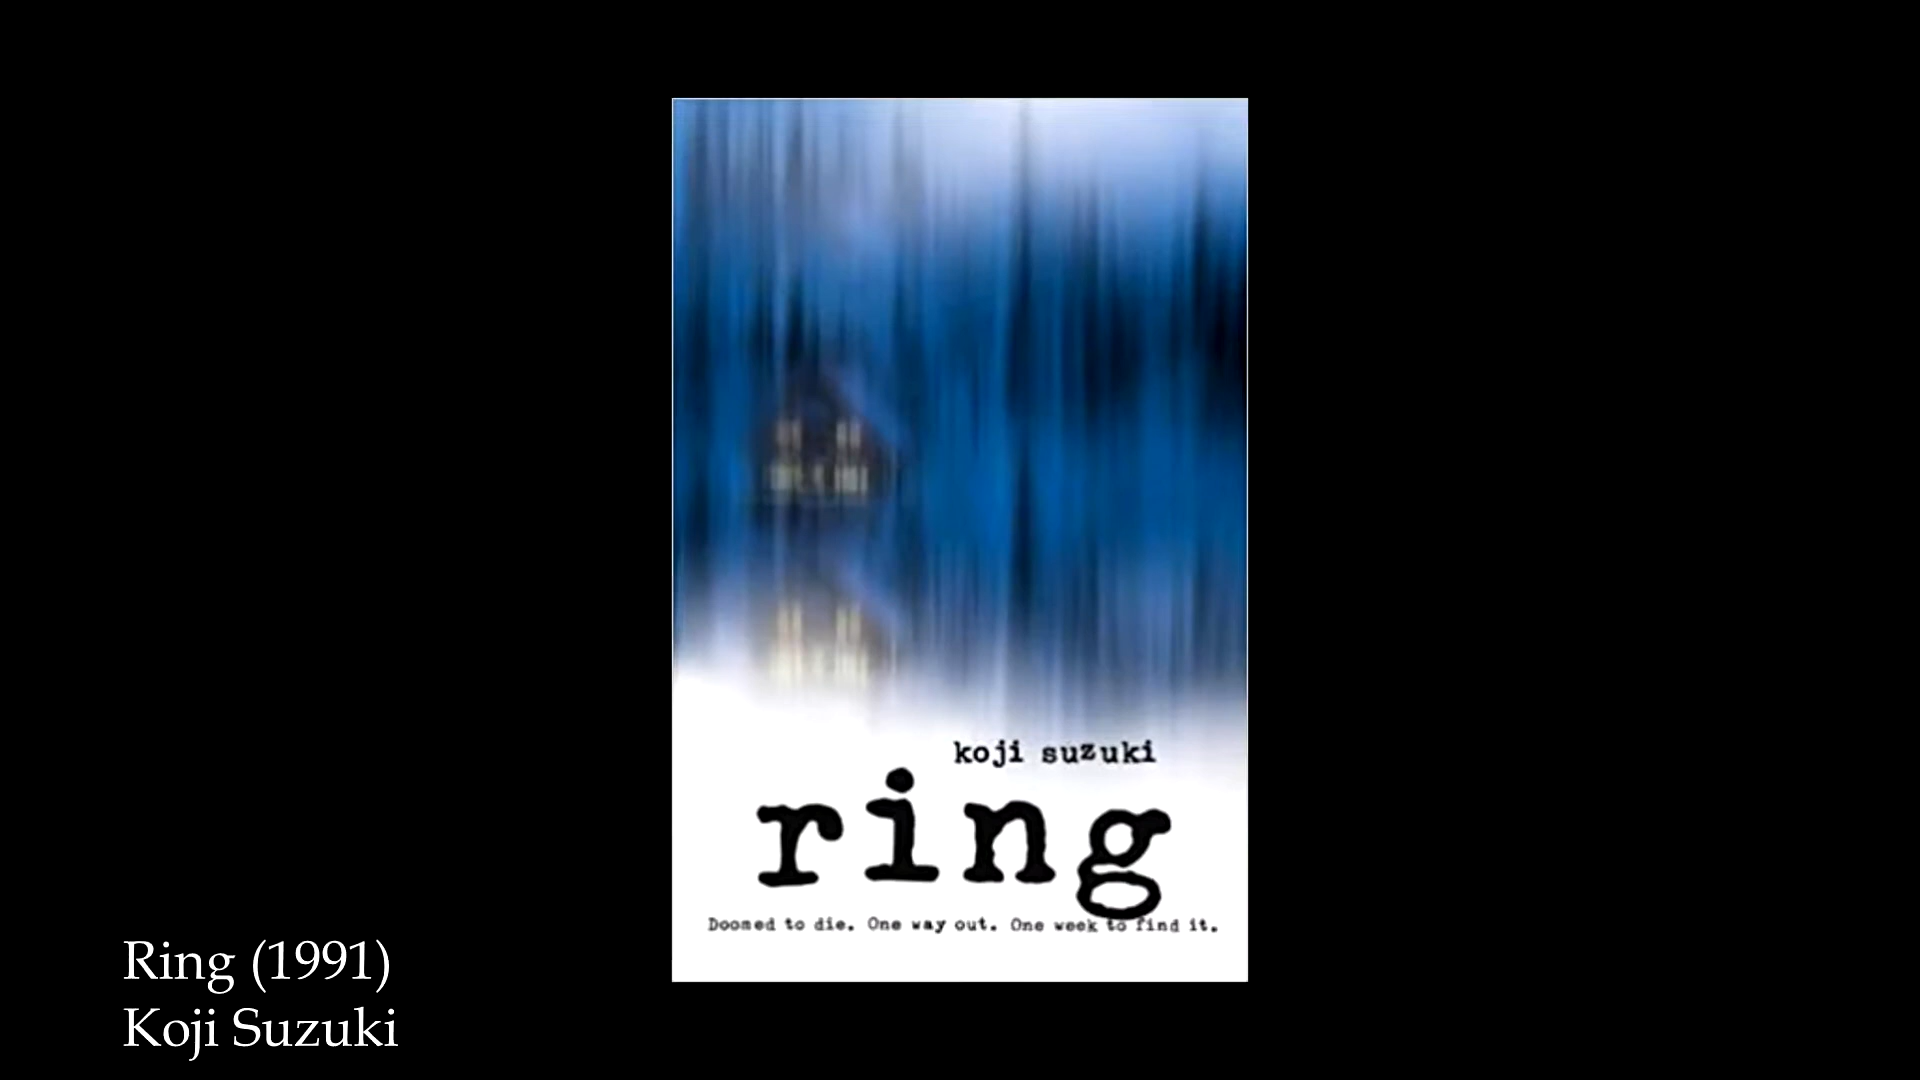 koji suzuki
ring
Doomed to die. One way out. One week to find it.
Ring (1991)
Koji Suzuki